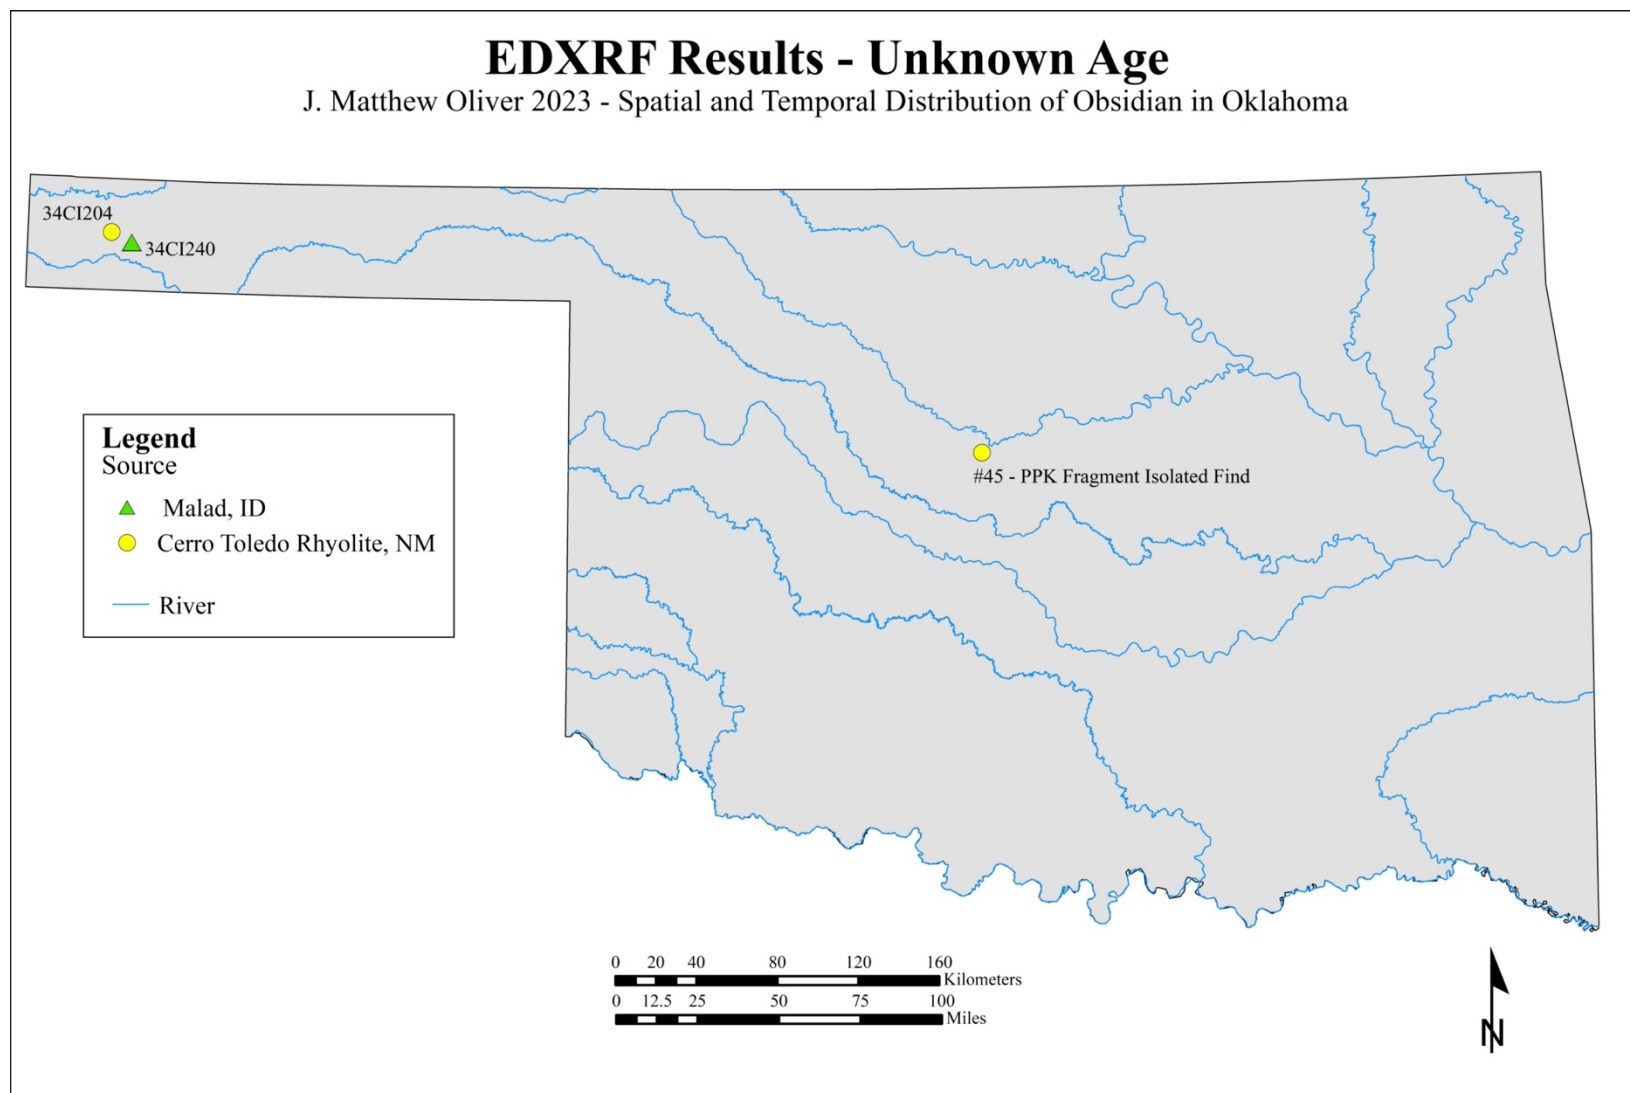 EDXRF Results - Unknown Age
J. Matthew Oliver 2023 - Spatial and Temporal Distribution of Obsidian in Oklahoma
34CI204
34CI240
#45 - PPK Fragment Isolated Find
Legend
Source
Malad, ID
Cerro Toledo Rhyolite, NM
River
0 20 40 80 120 160
Kilometers
0 12.5 25 50 75 100
Miles
N